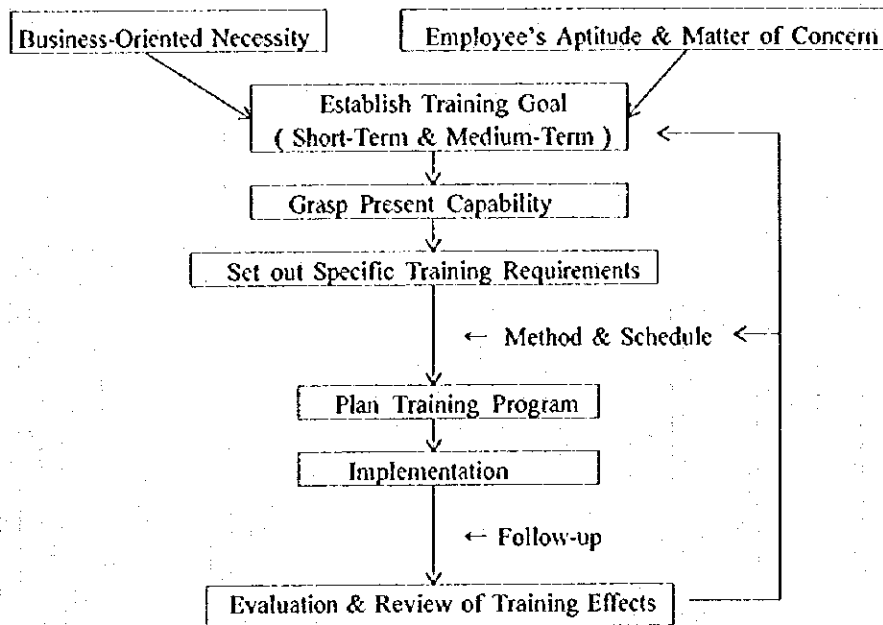 Business-Oriented Necessity
Employee's Aptitude & Matter of Concern
Establish Training Goal
( Short-Term & Medium-Term )
Grasp Present Capability
Set out Specific Training Requirements
← Method & Schedule
Plan Training Program
Implementation
← Follow-up
Evaluation & Review of Training Effects